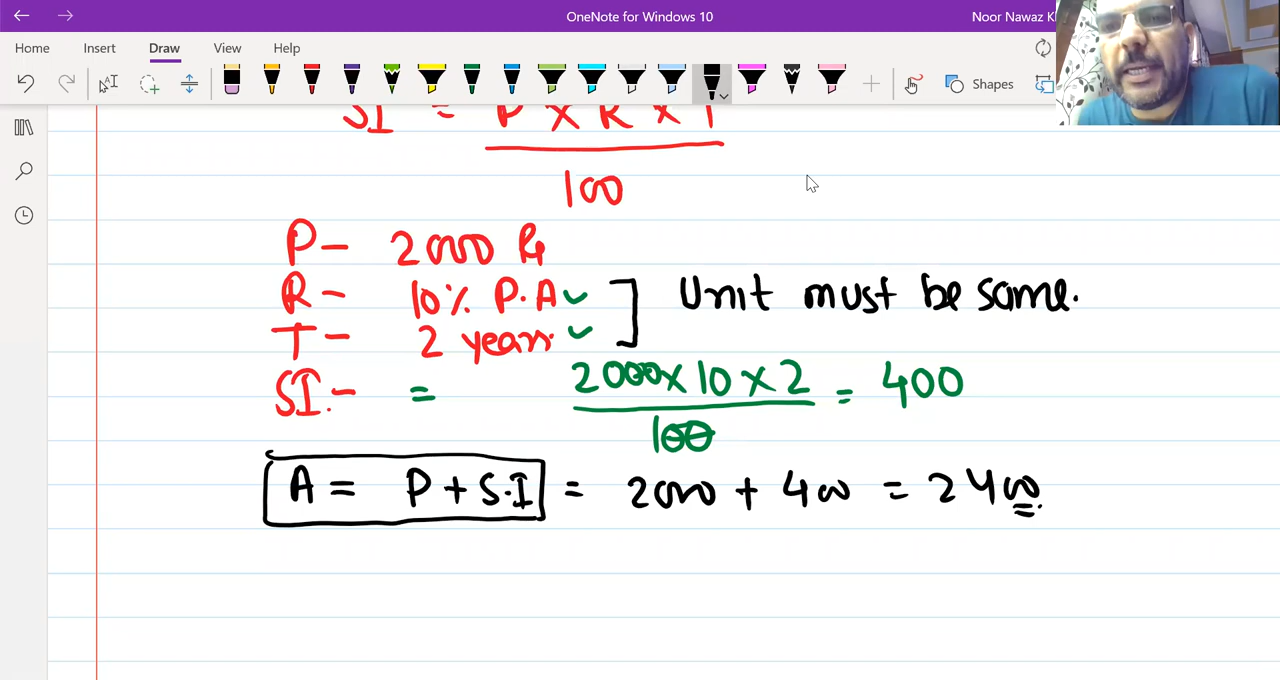 OneNote for Windows 10
Noor Nawaz Kh
Home Insert Draw View Help
Shapes
SI = P X R X T
100
P - 2000 Rs
R - 10% P.A
T - 2 years
Unit must be same.
SI. - = 2000 x 10 x 2 = 400
100
A = P + S.I = 2000 + 400 = 2400.